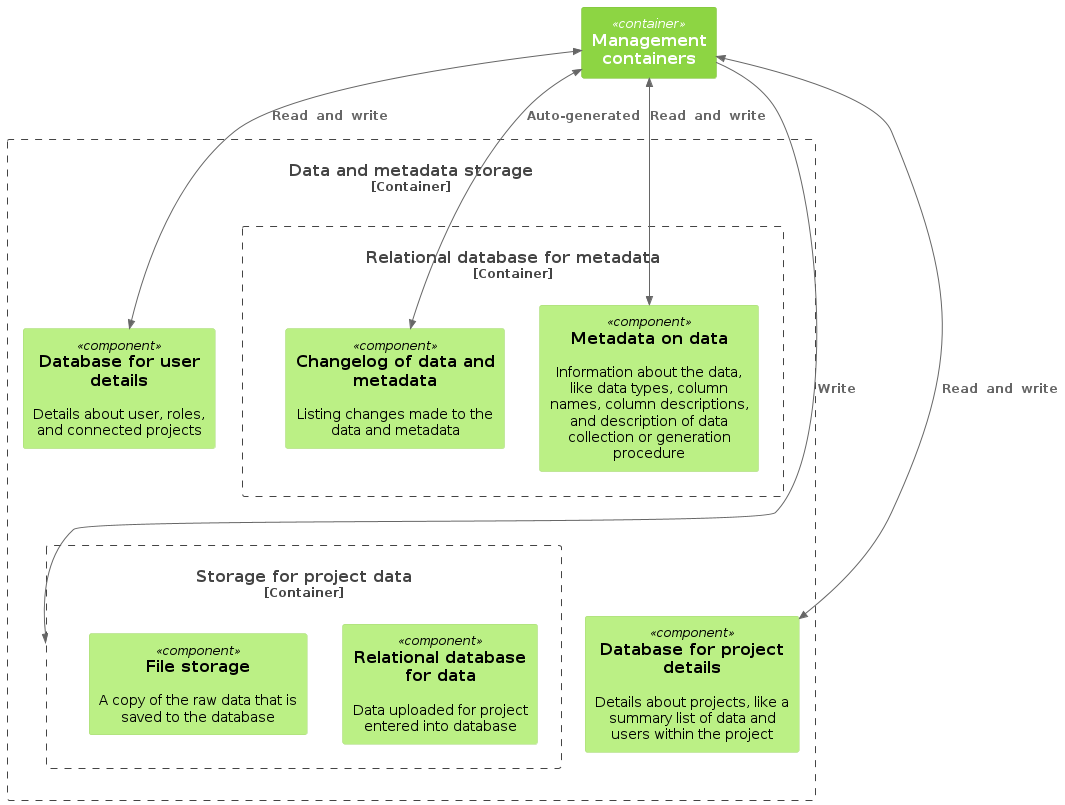 «container»
Management
containers
Read and write
Auto-generated
Read and write
Data and metadata storage
[Container]
Relational database for metadata
[Container]
«component»
Database for user
details
Details about user, roles,
and connected projects
«component»
Changelog of data and
metadata
Listing changes made to the
data and metadata
«component»
Metadata on data
Information about the data,
like data types, column
names, column descriptions,
and description of data
collection or generation
procedure
Write
Read and write
Storage for project data
[Container]
«component»
File storage
A copy of the raw data that is
saved to the database
«component»
Relational database
for data
Data uploaded for project
entered into database
«component»
Database for project
details
Details about projects, like a
summary list of data and
users within the project